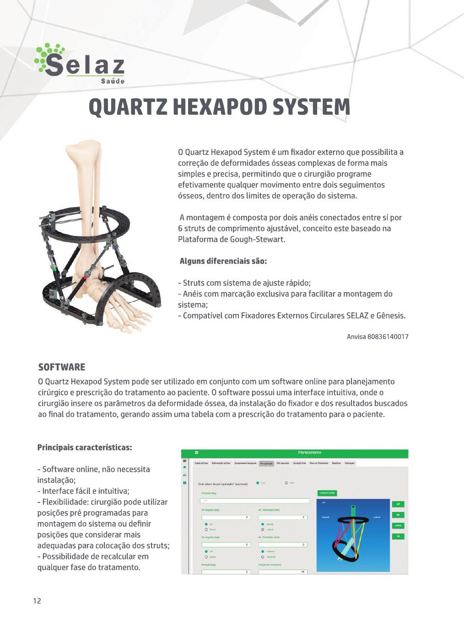 Selaz
Saúde
QUARTZ HEXAPOD SYSTEM
O Quartz Hexapod System é um fixador externo que possibilita a
correção de deformidades ósseas complexas de forma mais
simples e precisa, permitindo que o cirurgião programe
efetivamente qualquer movimento entre dois seguimentos
ósseos, dentro dos limites de operação do sistema.
A montagem é composta por dois anéis conectados entre si por
6 struts de comprimento ajustável, conceito este baseado na
Plataforma de Gough-Stewart.
Alguns diferenciais são:
- Struts com sistema de ajuste rápido;
- Anéis com marcação exclusiva para facilitar a montagem do
sistema;
- Compatível com Fixadores Externos Circulares SELAZ e Gênesis.
Anvisa 80836140017
SOFTWARE
O Quartz Hexapod System pode ser utilizado em conjunto com um software online para planejamento
cirúrgico e prescrição do tratamento ao paciente. O software possui uma interface intuitiva, onde o
cirurgião insere os parâmetros da deformidade óssea, da instalação do fixador e dos resultados buscados
ao final do tratamento, gerando assim uma tabela com a prescrição do tratamento para o paciente.
Principais características:
- Software online, não necessita
instalação;
- Interface fácil e intuitiva;
- Flexibilidade: cirurgião pode utilizar
posições pré programadas para
montagem do sistema ou definir
posições que considerar mais
adequadas para colocação dos struts;
- Possibilidade de recalcular em
qualquer fase do tratamento.
12